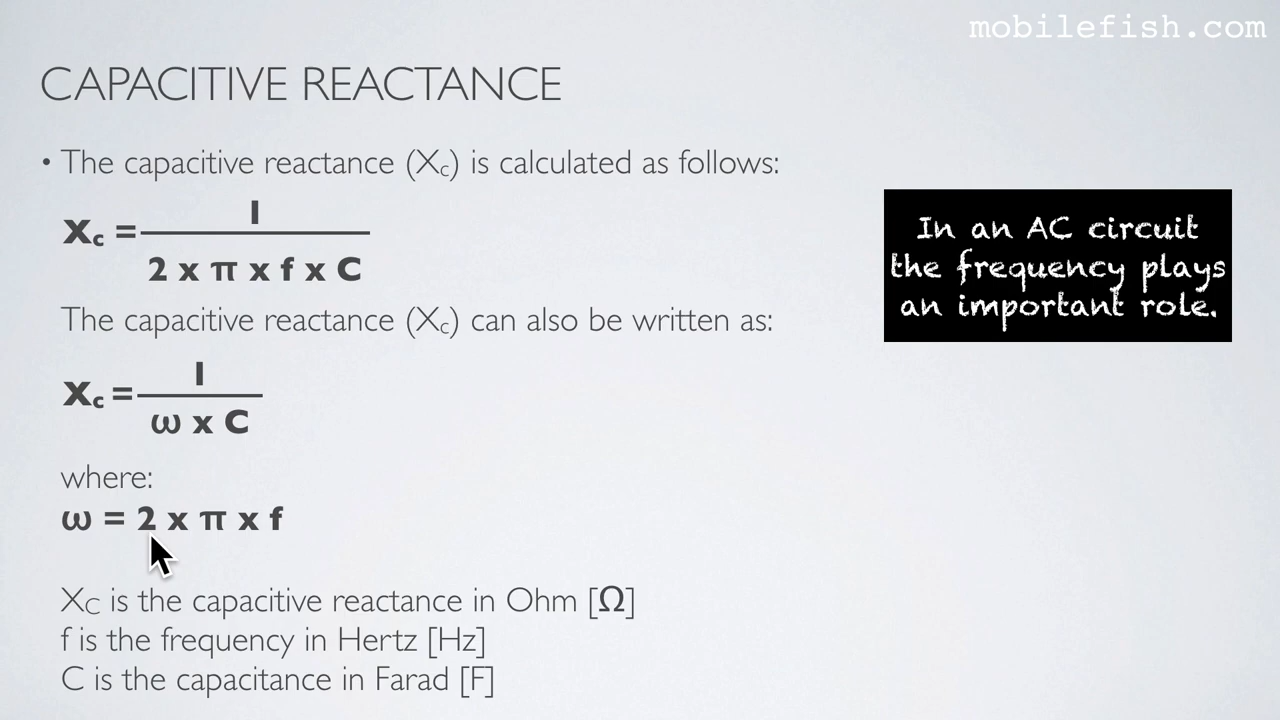 mobilefish.com
CAPACITIVE REACTANCE
• The capacitive reactance (Xc) is calculated as follows:
Xc = 1
2 x π x f x C
The capacitive reactance (Xc) can also be written as:
Xc = 1
ω x C
where:
ω = 2 x π x f
XC is the capacitive reactance in Ohm [Ω]
f is the frequency in Hertz [Hz]
C is the capacitance in Farad [F]
In an AC circuit
the frequency plays
an important role.